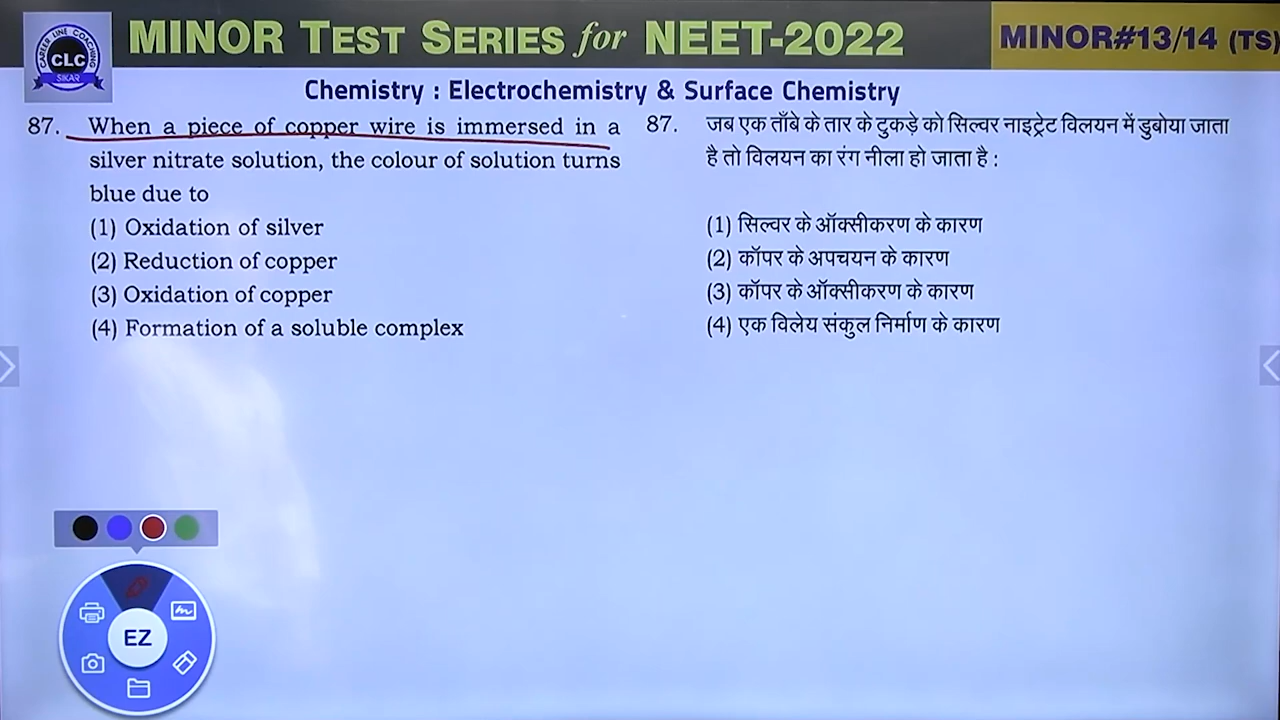 CAREER LINE COACHING
CLC
SIKAR
MINOR TEST SERIES for NEET-2022
MINOR#13/14 (TS)
Chemistry : Electrochemistry & Surface Chemistry
87. When a piece of copper wire is immersed in a
silver nitrate solution, the colour of solution turns
blue due to
(1) Oxidation of silver
(2) Reduction of copper
(3) Oxidation of copper
(4) Formation of a soluble complex
87. जब एक ताँबे के तार के टुकड़े को सिल्वर नाइट्रेट विलयन में डुबोया जाता
है तो विलयन का रंग नीला हो जाता है :
(1) सिल्वर के ऑक्सीकरण के कारण
(2) कॉपर के अपचयन के कारण
(3) कॉपर के ऑक्सीकरण के कारण
(4) एक विलेय संकुल निर्माण के कारण
EZ